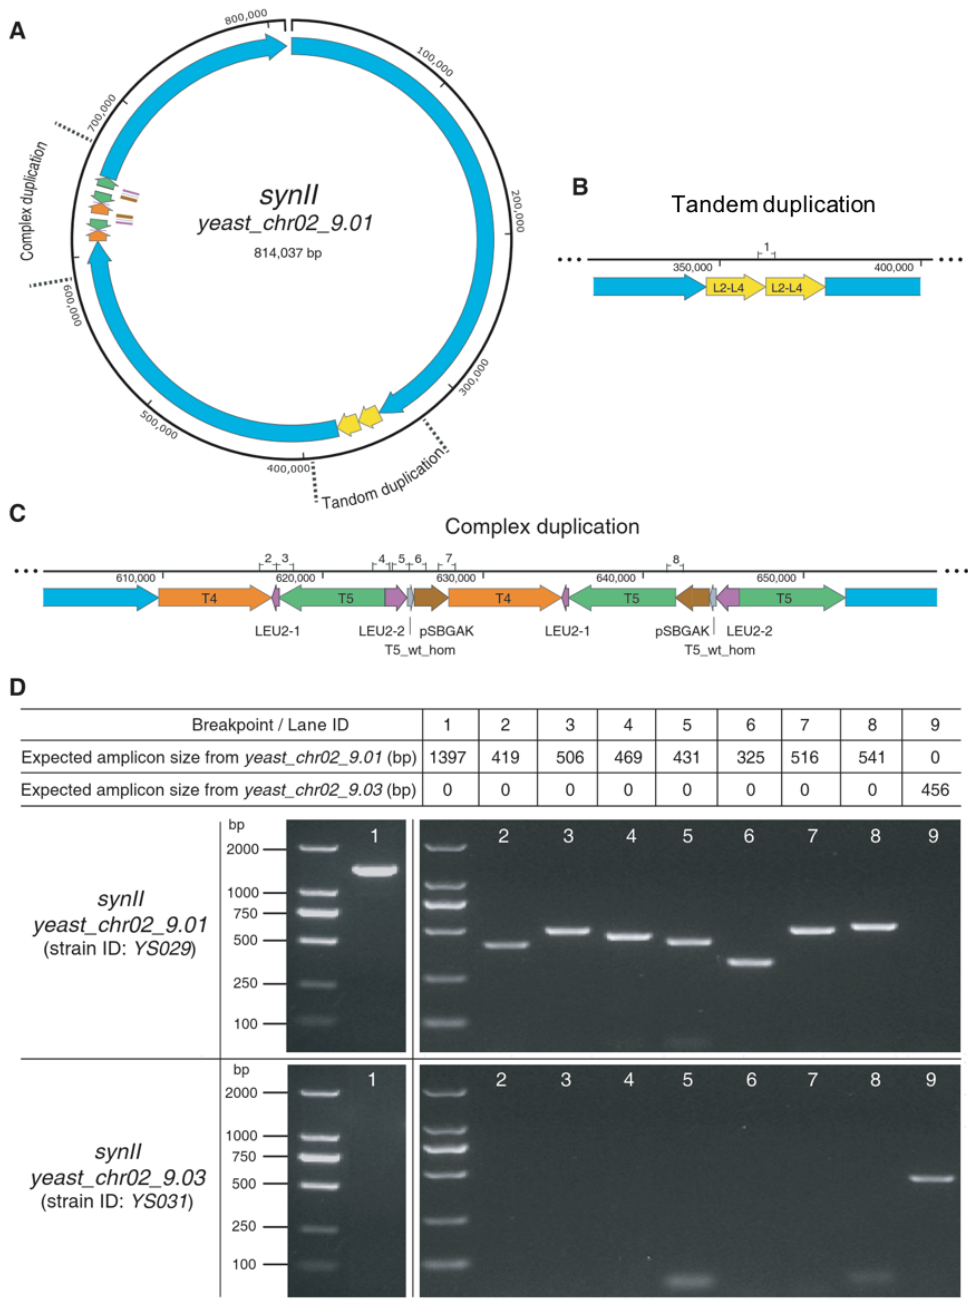 A
800,000
100,000
200,000
300,000
400,000
500,000
600,000
700,000
Complex duplication
Tandom duplication
synII
yeast_chr02_9.01
814,037 bp
B
Tandem duplication
1
350,000 400,000
L2-L4 L2-L4
C
Complex duplication
2 3 4 5 6 7 8
610,000 620,000 630,000 640,000 650,000
T4 T5 T4 T5 T5
LEU2-1 LEU2-2 pSBGAK LEU2-1 pSBGAK LEU2-2
T5_wt_hom T5_wt_hom
D
Breakpoint / Lane ID 1 2 3 4 5 6 7 8 9
Expected amplicon size from yeast_chr02_9.01 (bp) 1397 419 506 469 431 325 516 541 0
Expected amplicon size from yeast_chr02_9.03 (bp) 0 0 0 0 0 0 0 0 456
bp
1 2 3 4 5 6 7 8 9
2000
1000
750
500
250
100
synII
yeast_chr02_9.01
(strain ID: YS029)
bp
1 2 3 4 5 6 7 8 9
2000
1000
750
500
250
100
synII
yeast_chr02_9.03
(strain ID: YS031)